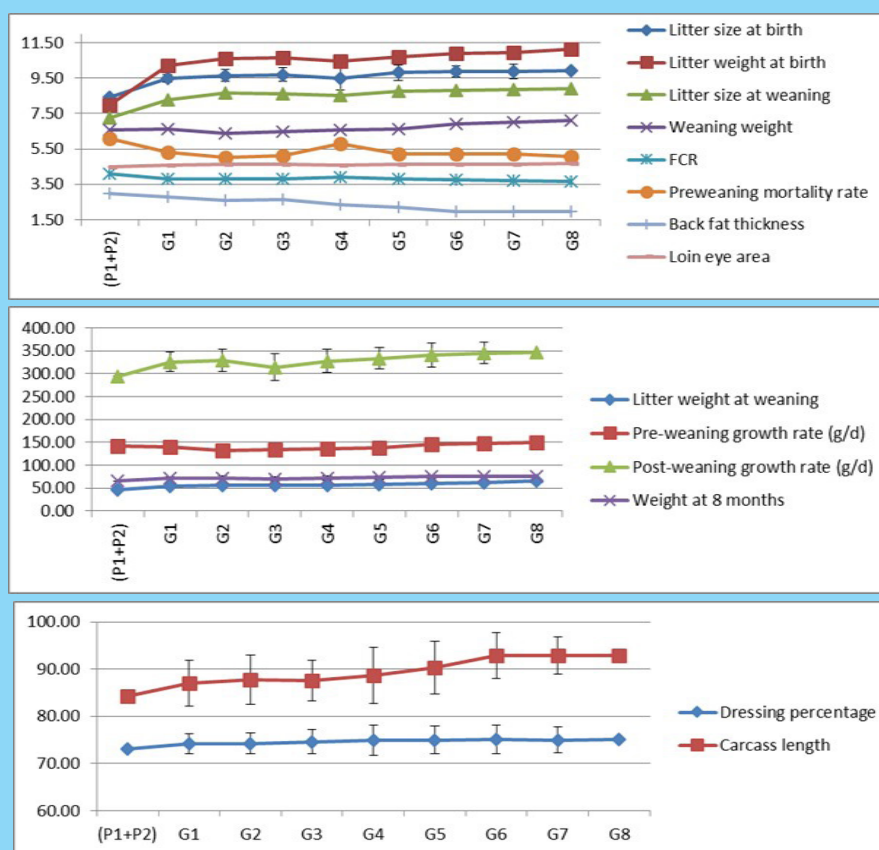 11.50
9.50
7.50
5.50
3.50
1.50
(P1+P2)
G1
G2
G3
G4
G5
G6
G7
G8
Litter size at birth
Litter weight at birth
Litter size at weaning
Weaning weight
FCR
Preweaning mortality rate
Back fat thickness
Loin eye area
400.00
350.00
300.00
250.00
200.00
150.00
100.00
50.00
0.00
(P1+P2)
G1
G2
G3
G4
G5
G6
G7
G8
Litter weight at weaning
Pre-weaning growth rate (g/d)
Post-weaning growth rate (g/d)
Weight at 8 months
100.00
90.00
80.00
70.00
60.00
(P1+P2) G1 G2 G3 G4 G5 G6 G7 G8
Dressing percentage
Carcass length